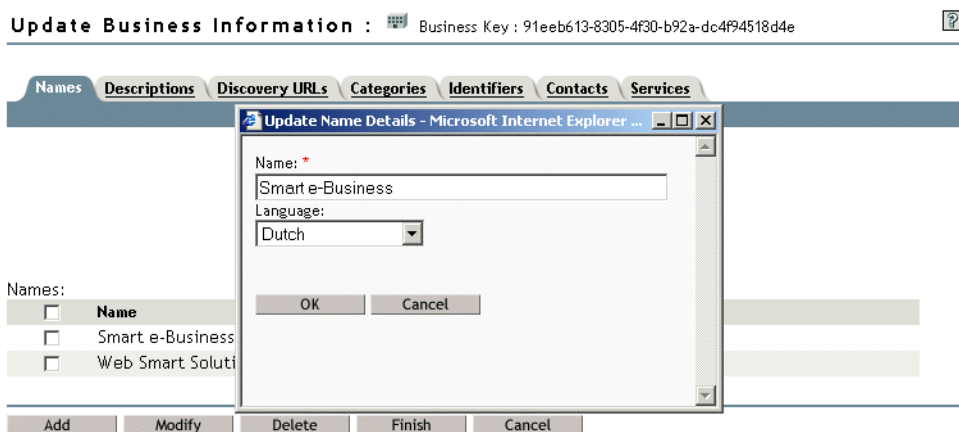 Update Business Information : Business Key : 91eeb613-8305-4f30-b92a-dc4f94518d4e ?
Names Descriptions Discovery URLs Categories Identifiers Contacts Services
Update Name Details - Microsoft Internet Explorer ...
Name: *
Smart e-Business
Language:
Dutch
OK Cancel
Names:
Name
Smart e-Business
Web Smart Soluti
Add Modify Delete Finish Cancel